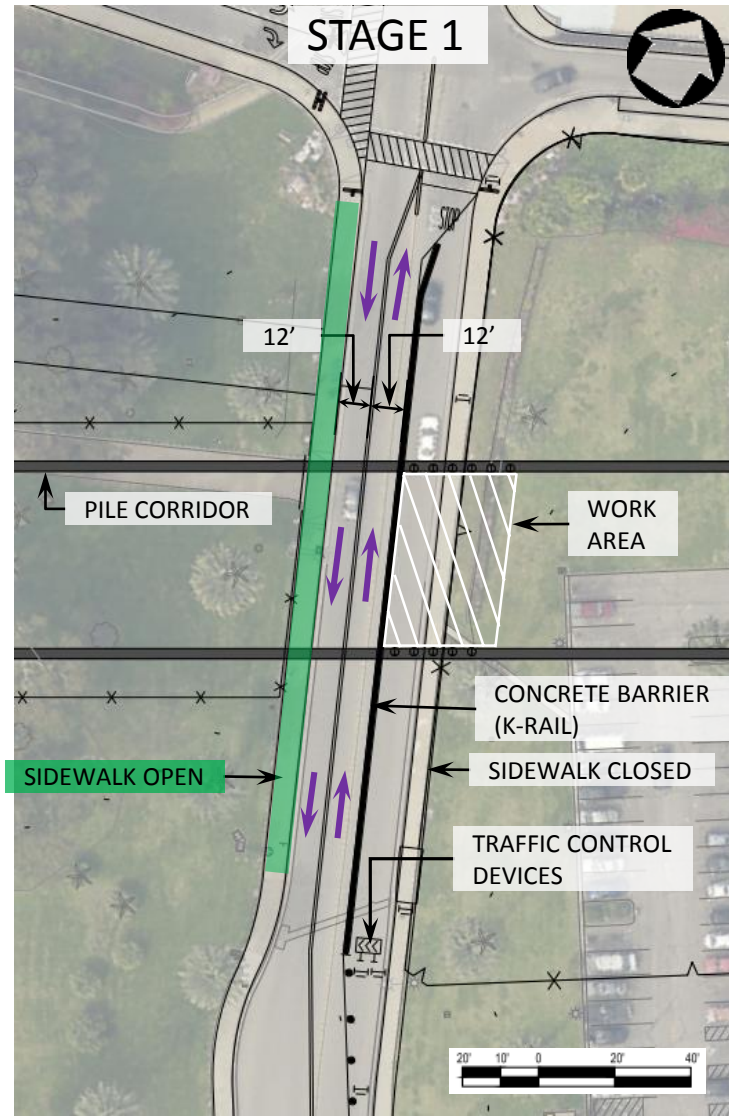 STAGE 1
STOP
12’
12’
PILE CORRIDOR
WORK
AREA
CONCRETE BARRIER
(K-RAIL)
SIDEWALK OPEN
SIDEWALK CLOSED
TRAFFIC CONTROL
DEVICES
20' 10' 0 20' 40'